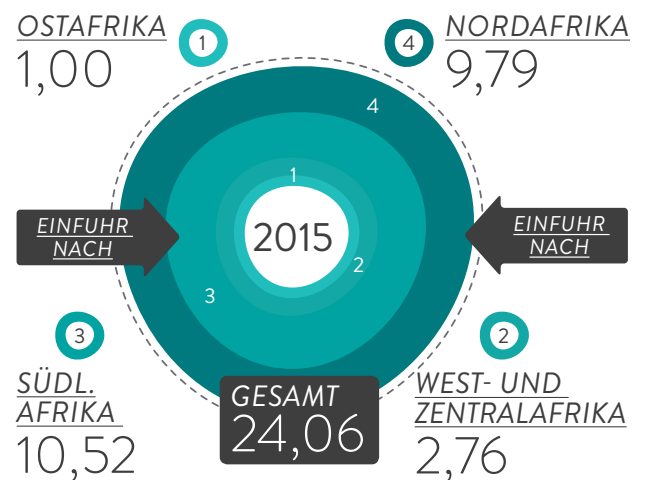 OSTAFRIKA
1
1,00
4
NORDAFRIKA
9,79
4
1
2015
2
3
EINFUHR
NACH
EINFUHR
NACH
3
SÜDL.
AFRIKA
10,52
GESAMT
24,06
2
WEST- UND
ZENTRALAFRIKA
2,76